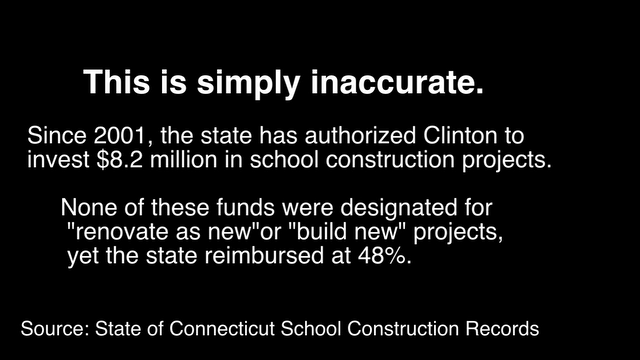 This is simply inaccurate.
Since 2001, the state has authorized Clinton to
invest $8.2 million in school construction projects.
None of these funds were designated for
"renovate as new"or "build new" projects,
yet the state reimbursed at 48%.
Source: State of Connecticut School Construction Records